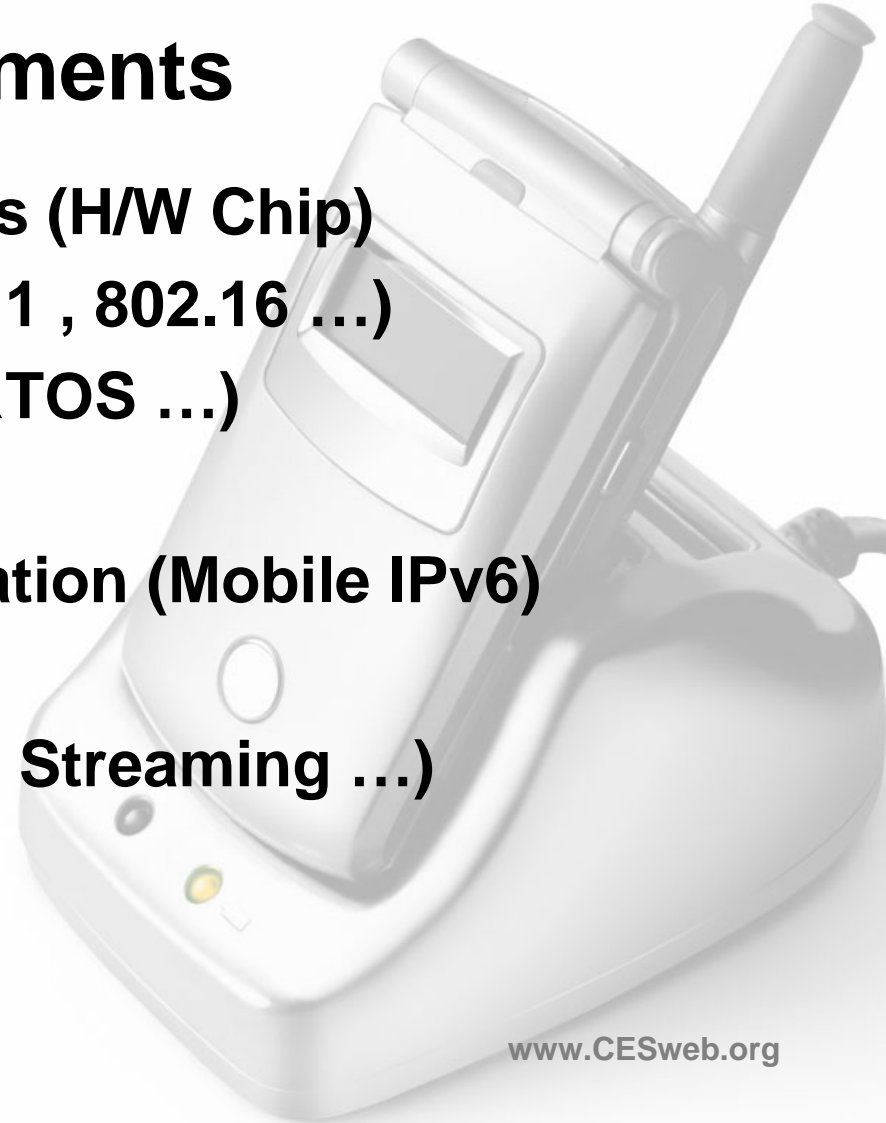 ments
s (H/W Chip)
1 , 802.16 …)
TOS …)
ation (Mobile IPv6)
Streaming …)
www.CESweb.org